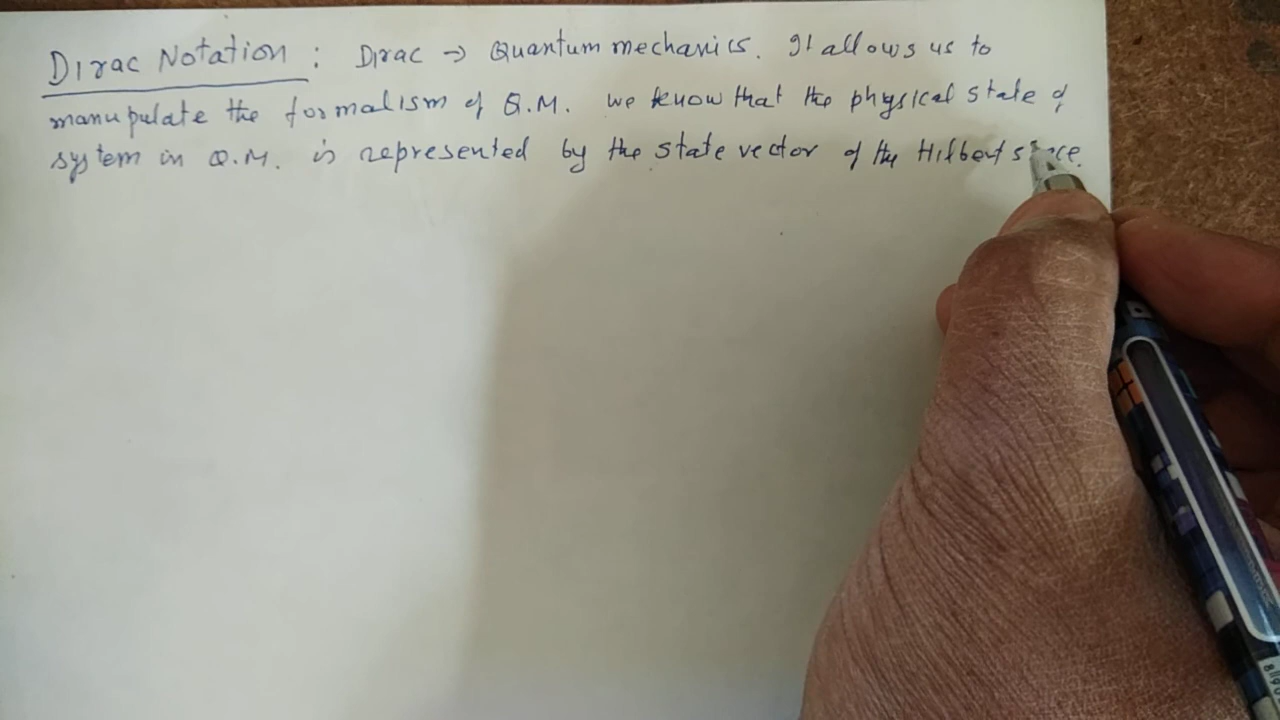 Dirac Notation : Dirac → Quantum mechanics. It allows us to
manupulate the formalism of Q.M. we know that the physical state of
system in Q.M. is represented by the state vector of the Hilbert space.